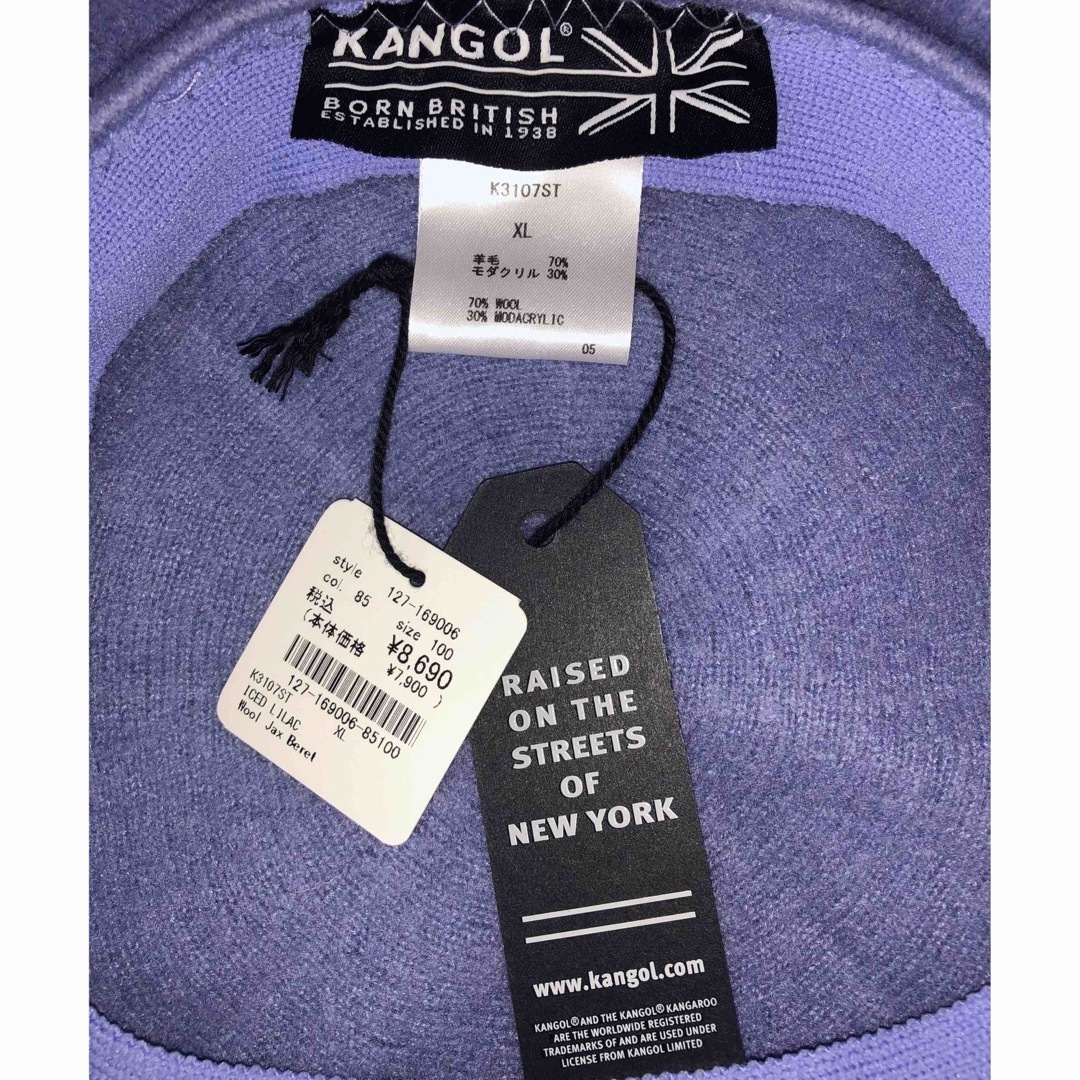 KANGOL®
BORN BRITISH
ESTABLISHED IN 1938
K3107ST
XL
羊毛 70%
モダクリル 30%
70% WOOL
30% MODACRYLIC
05
style 127-169006
col. 85 size 100
税込 ¥8,690
(本体価格 ¥7,900 )
127-169006-85100
K3107ST
ICED LILAC XL
Wool Jax Beret
RAISED
ON THE
STREETS
OF
NEW YORK
www.kangol.com
KANGOL® AND THE KANGOL® KANGAROO
ARE THE WORLDWIDE REGISTERED
TRADEMARKS OF AND ARE USED UNDER
LICENSE FROM KANGOL LIMITED